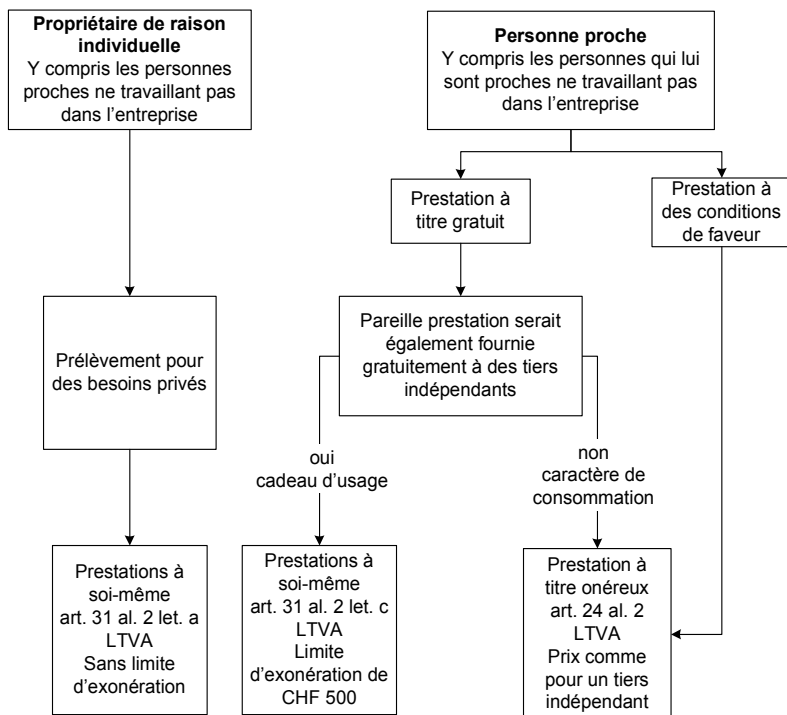 Propriétaire de raison
individuelle
Y compris les personnes
proches ne travaillant pas
dans l'entreprise
Personne proche
Y compris les personnes qui lui
sont proches ne travaillant pas
dans l'entreprise
Prestation à
titre gratuit
Prestation à
des conditions
de faveur
Prélèvement pour
des besoins privés
Pareille prestation serait
également fournie
gratuitement à des tiers
indépendants
oui
cadeau d'usage
non
caractère de
consommation
Prestations à
soi-même
art. 31 al. 2 let. a
LTVA
Sans limite
d'exonération
Prestations à
soi-même
art. 31 al. 2 let. c
LTVA
Limite
d'exonération de
CHF 500
Prestation à
titre onéreux
art. 24 al. 2
LTVA
Prix comme
pour un tiers
indépendant